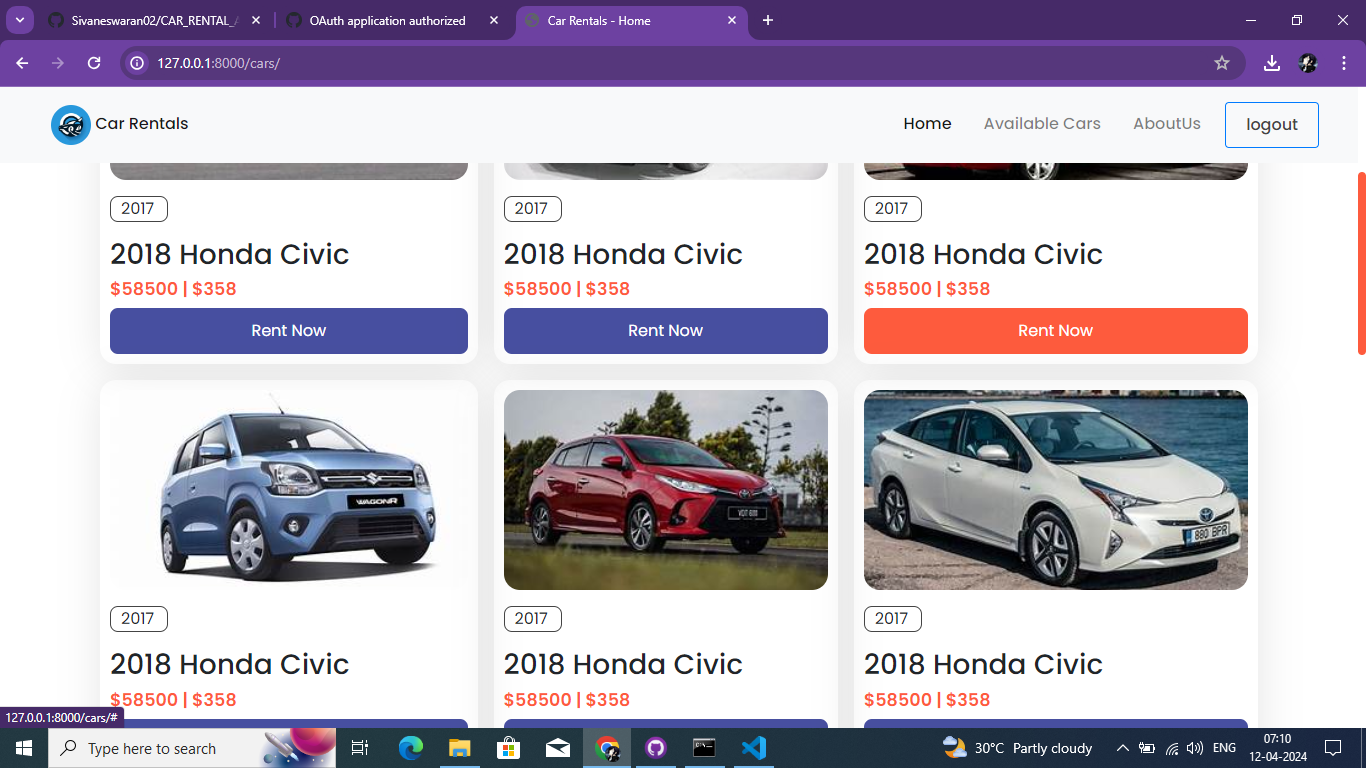 Sivaneswaran02/CAR_RENTAL_A
OAuth application authorized
Car Rentals - Home
127.0.0.1:8000/cars/
Car Rentals
Home
Available Cars
AboutUs
logout
2017
2017
2017
2018 Honda Civic
2018 Honda Civic
2018 Honda Civic
$58500 | $358
$58500 | $358
$58500 | $358
Rent Now
Rent Now
Rent Now
WAGONR
880 BPR
2017
2017
2017
2018 Honda Civic
2018 Honda Civic
2018 Honda Civic
$58500 | $358
$58500 | $358
$58500 | $358
127.0.0.1:8000/cars/#
Type here to search
30°C Partly cloudy
ENG
07:10
12-04-2024